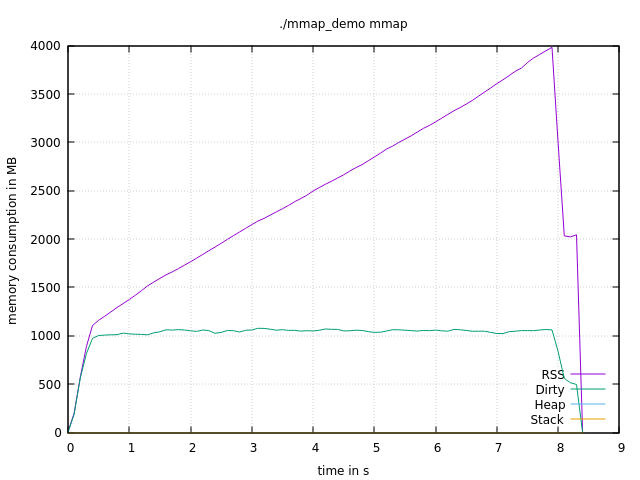 ./mmap_demo mmap
memory consumption in MB
4000
3500
3000
2500
2000
1500
1000
500
0
RSS
Dirty
Heap
Stack
0 1 2 3 4 5 6 7 8 9
time in s